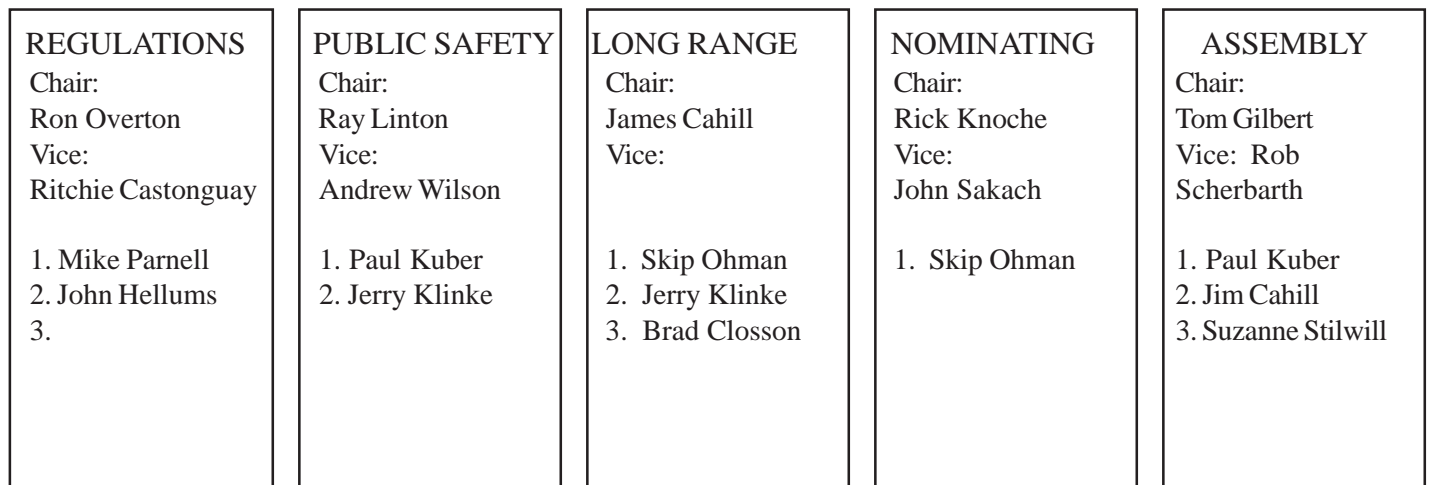 REGULATIONS
Chair:
Ron Overton
Vice:
Ritchie Castonguay
1. Mike Parnell
2. John Hellums
3.
PUBLIC SAFETY
Chair:
Ray Linton
Vice:
Andrew Wilson
1. Paul Kuber
2. Jerry Klinke
LONG RANGE
Chair:
James Cahill
Vice:
1. Skip Ohman
2. Jerry Klinke
3. Brad Closson
NOMINATING
Chair:
Rick Knoche
Vice:
John Sakach
1. Skip Ohman
ASSEMBLY
Chair:
Tom Gilbert
Vice: Rob
Scherbarth
1. Paul Kuber
2. Jim Cahill
3. Suzanne Stilwill